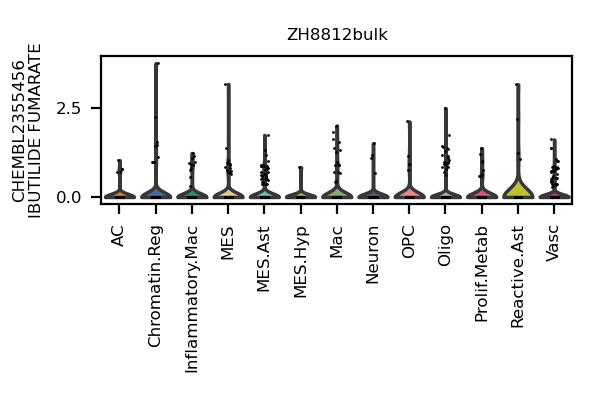 ZH8812bulk
CHEMBL2355456
IBUTILIDE FUMARATE
2.5
0.0
AC
Chromatin.Reg
Inflammatory.Mac
MES
MES.Ast
MES.Hyp
Mac
Neuron
OPC
Oligo
Prolif.Metab
Reactive.Ast
Vasc